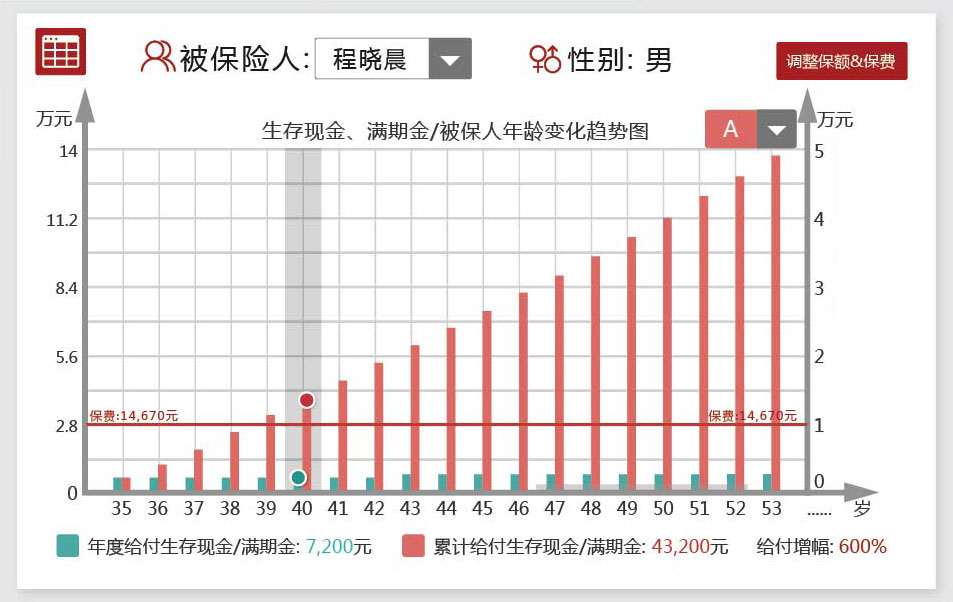 被保险人: 程晓晨 性别: 男 调整保额&保费
万元 生存现金、满期金/被保人年龄变化趋势图 A 万元
14 5
11.2 4
8.4 3
5.6 2
保费:14,670元 保费:14,670元
2.8 1
0 0
35 36 37 38 39 40 41 42 43 44 45 46 47 48 49 50 51 52 53 ...... 岁
年度给付生存现金/满期金: 7,200元 累计给付生存现金/满期金: 43,200元 给付增幅: 600%